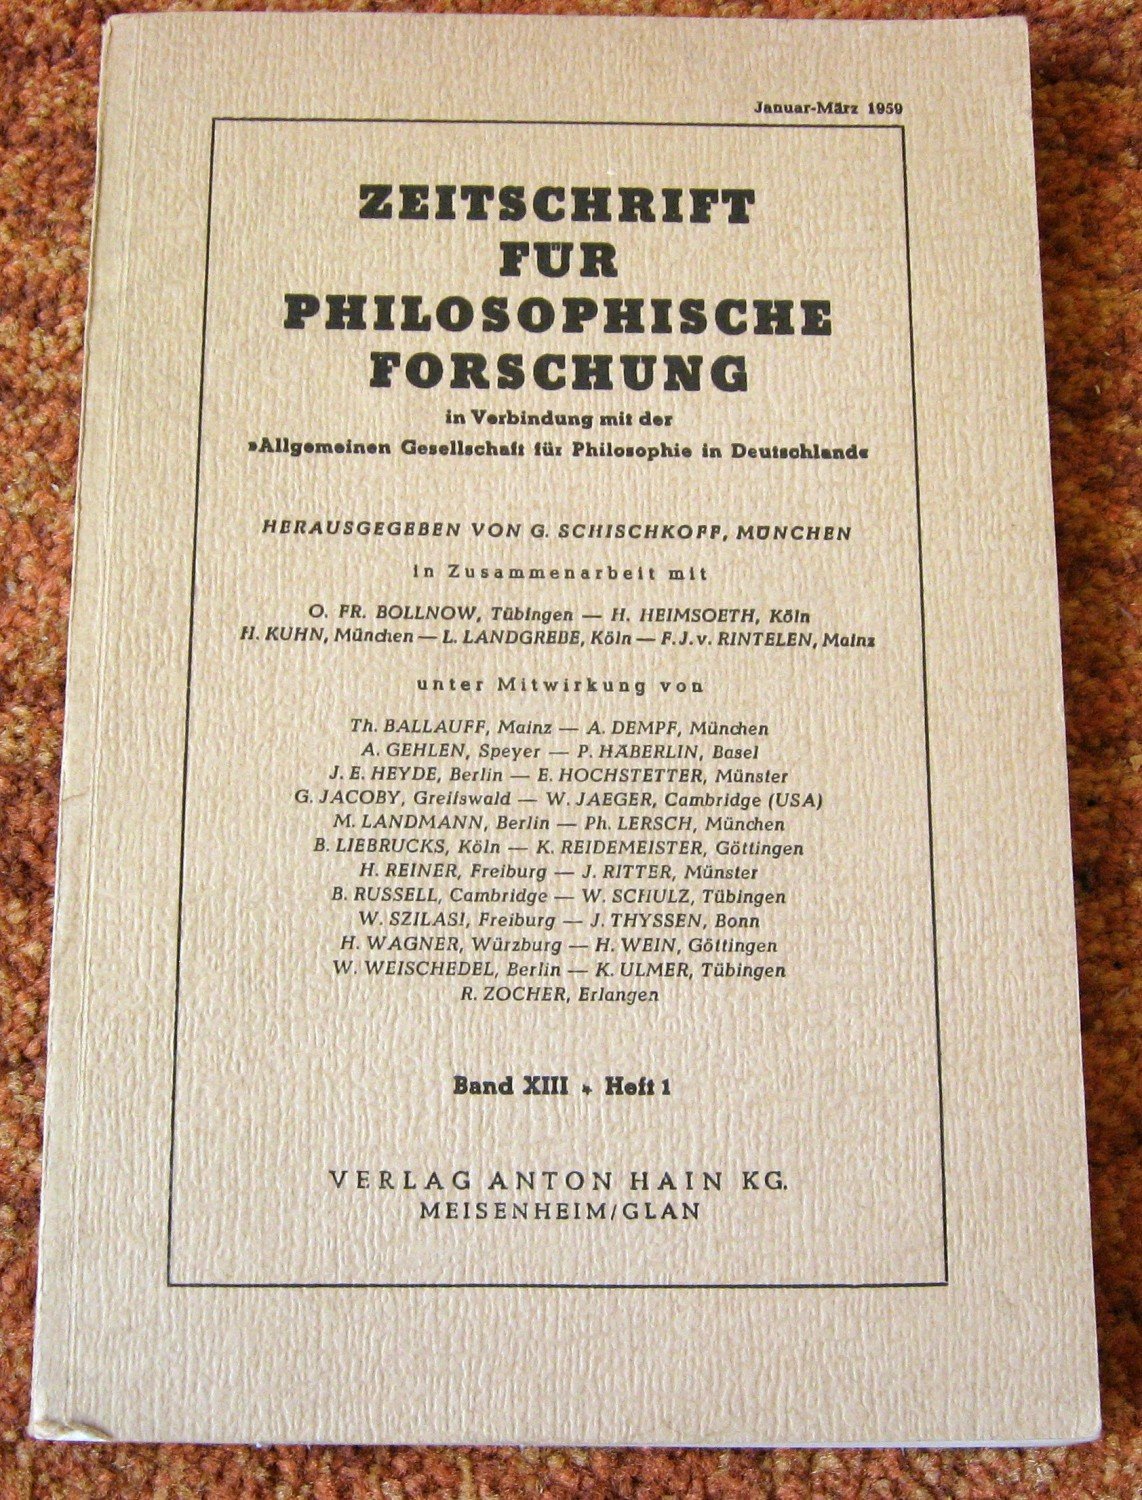 Januar-März 1959
ZEITSCHRIFT
FÜR
PHILOSOPHISCHE
FORSCHUNG
in Verbindung mit der
»Allgemeinen Gesellschaft für Philosophie in Deutschland«
HERAUSGEGEBEN VON G. SCHISCHKOFF, MÜNCHEN
in Zusammenarbeit mit
O. FR. BOLLNOW, Tübingen — H. HEIMSOETH, Köln
H. KUHN, München — L. LANDGREBE, Köln — F. J. v. RINTELEN, Mainz
unter Mitwirkung von
Th. BALLAUFF, Mainz — A. DEMPF, München
A. GEHLEN, Speyer — P. HÄBERLIN, Basel
J. E. HEYDE, Berlin — E. HOCHSTETTER, Münster
G. JACOBY, Greifswald — W. JAEGER, Cambridge (USA)
M. LANDMANN, Berlin — Ph. LERSCH, München
B. LIEBRUCKS, Köln — K. REIDEMEISTER, Göttingen
H. REINER, Freiburg — J. RITTER, Münster
B. RUSSELL, Cambridge — W. SCHULZ, Tübingen
W. SZILASI, Freiburg — J. THYSSEN, Bonn
H. WAGNER, Würzburg — H. WEIN, Göttingen
W. WEISCHEDEL, Berlin — K. ULMER, Tübingen
R. ZOCHER, Erlangen
Band XIII * Heft 1
VERLAG ANTON HAIN KG.
MEISENHEIM/GLAN